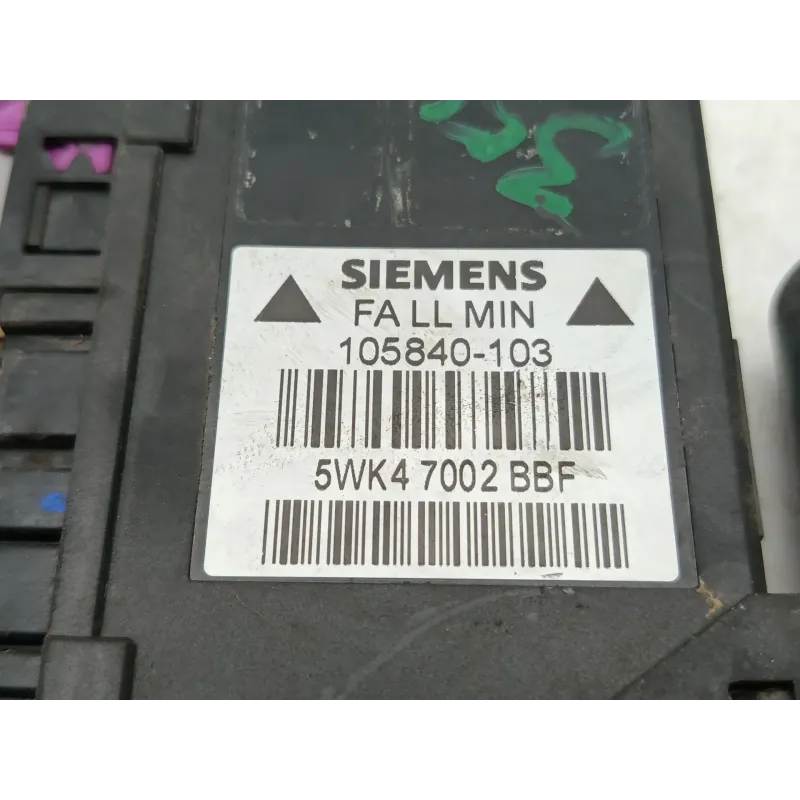 SIEMENS
FA LL MIN
105840-103
5WK4 7002 BBF